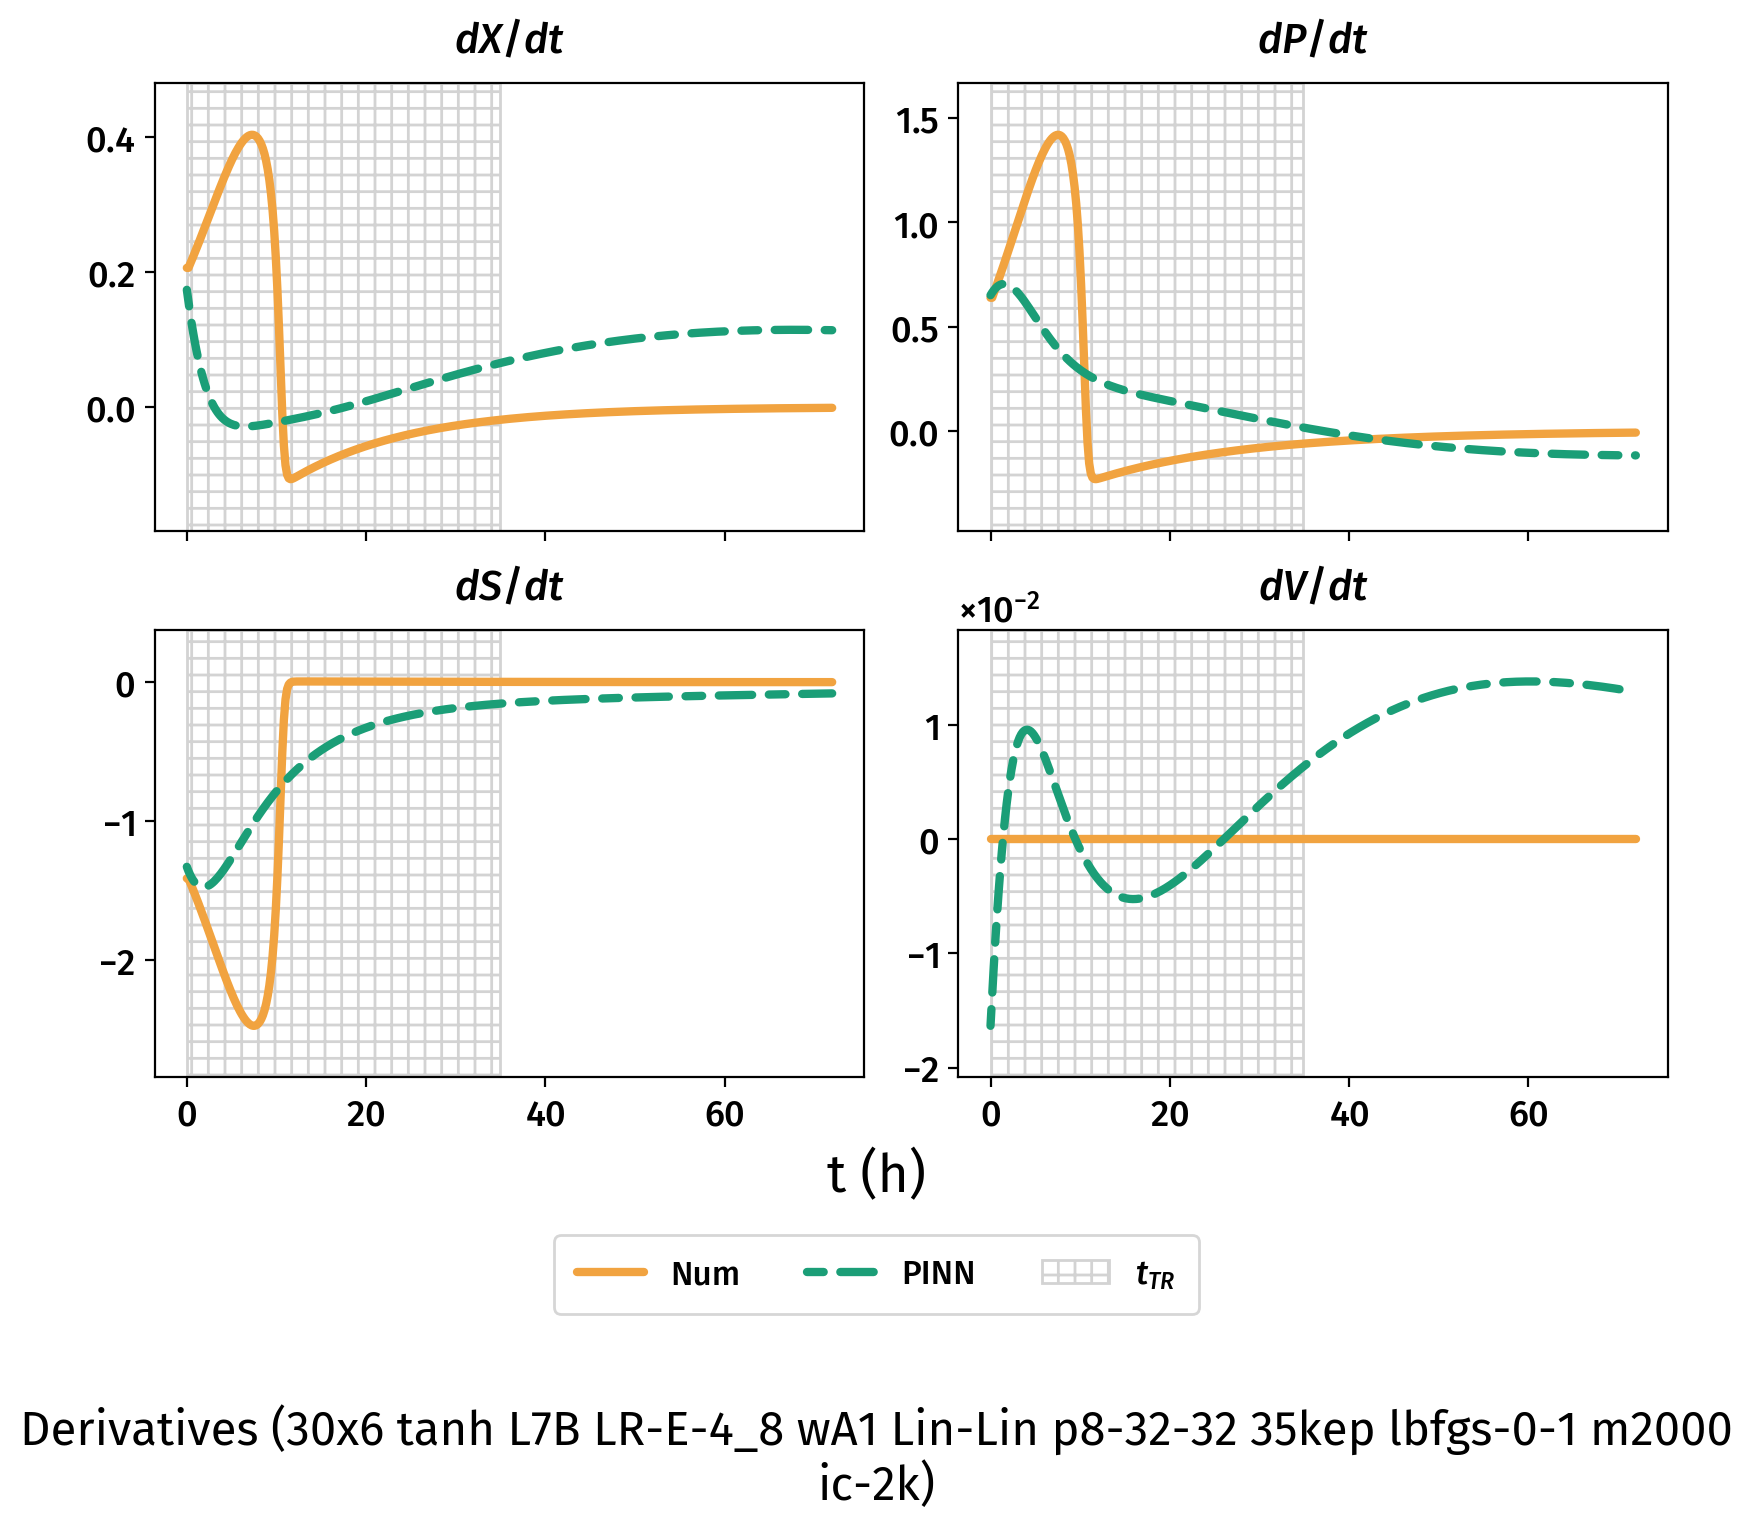 dX/dt
dP/dt
0.4
0.2
0.0
1.5
1.0
0.5
0.0
dS/dt
dV/dt
×10⁻²
0
−1
−2
1
0
−1
−2
0 20 40 60
0 20 40 60
t (h)
Num PINN t_TR
Derivatives (30x6 tanh L7B LR-E-4_8 wA1 Lin-Lin p8-32-32 35kep lbfgs-0-1 m2000
ic-2k)